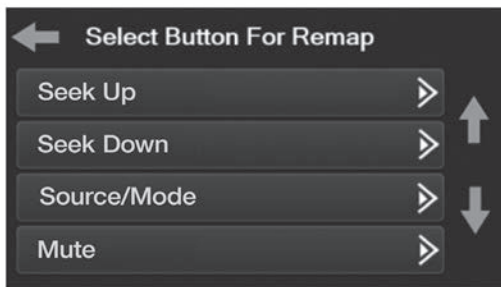 Select Button For Remap
Seek Up
Seek Down
Source/Mode
Mute